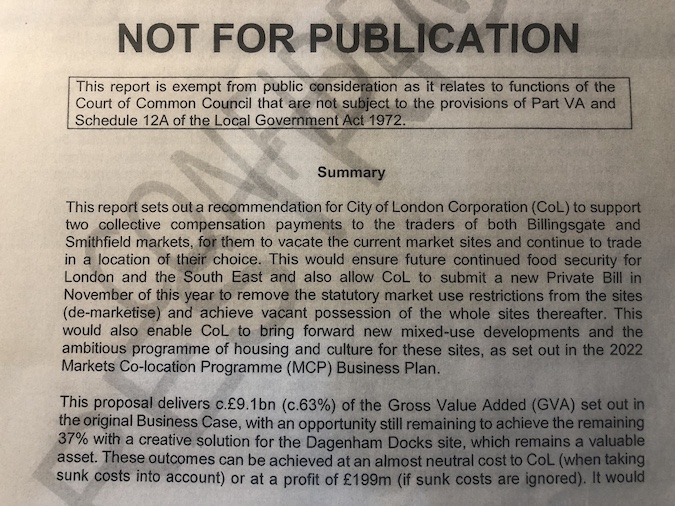 NOT FOR PUBLICATION
This report is exempt from public consideration as it relates to functions of the
Court of Common Council that are not subject to the provisions of Part VA and
Schedule 12A of the Local Government Act 1972.
Summary
This report sets out a recommendation for City of London Corporation (CoL) to support
two collective compensation payments to the traders of both Billingsgate and
Smithfield markets, for them to vacate the current market sites and continue to trade
in a location of their choice. This would ensure future continued food security for
London and the South East and also allow CoL to submit a new Private Bill in
November of this year to remove the statutory market use restrictions from the sites
(de-marketise) and achieve vacant possession of the whole sites thereafter. This
would also enable CoL to bring forward new mixed-use developments and the
ambitious programme of housing and culture for these sites, as set out in the 2022
Markets Co-location Programme (MCP) Business Plan.
This proposal delivers c.£9.1bn (c.63%) of the Gross Value Added (GVA) set out in
the original Business Case, with an opportunity still remaining to achieve the remaining
37% with a creative solution for the Dagenham Docks site, which remains a valuable
asset. These outcomes can be achieved at an almost neutral cost to CoL (when taking
sunk costs into account) or at a profit of £199m (if sunk costs are ignored). It would